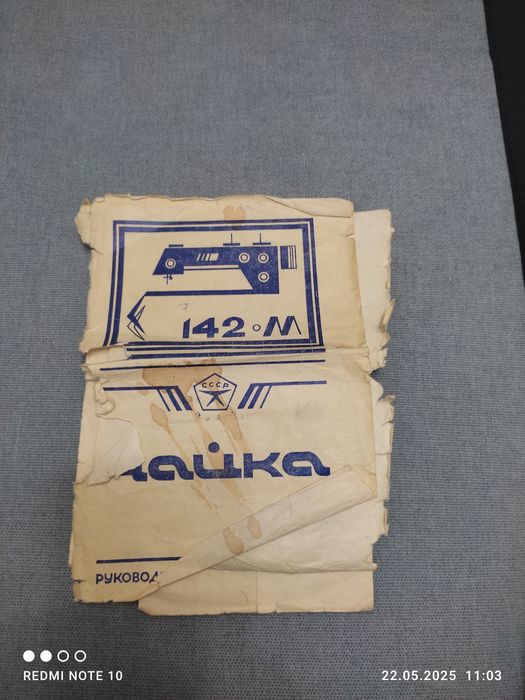 142•М
СССР
чайка
РУКОВОД
REDMI NOTE 10
22.05.2025 11:03